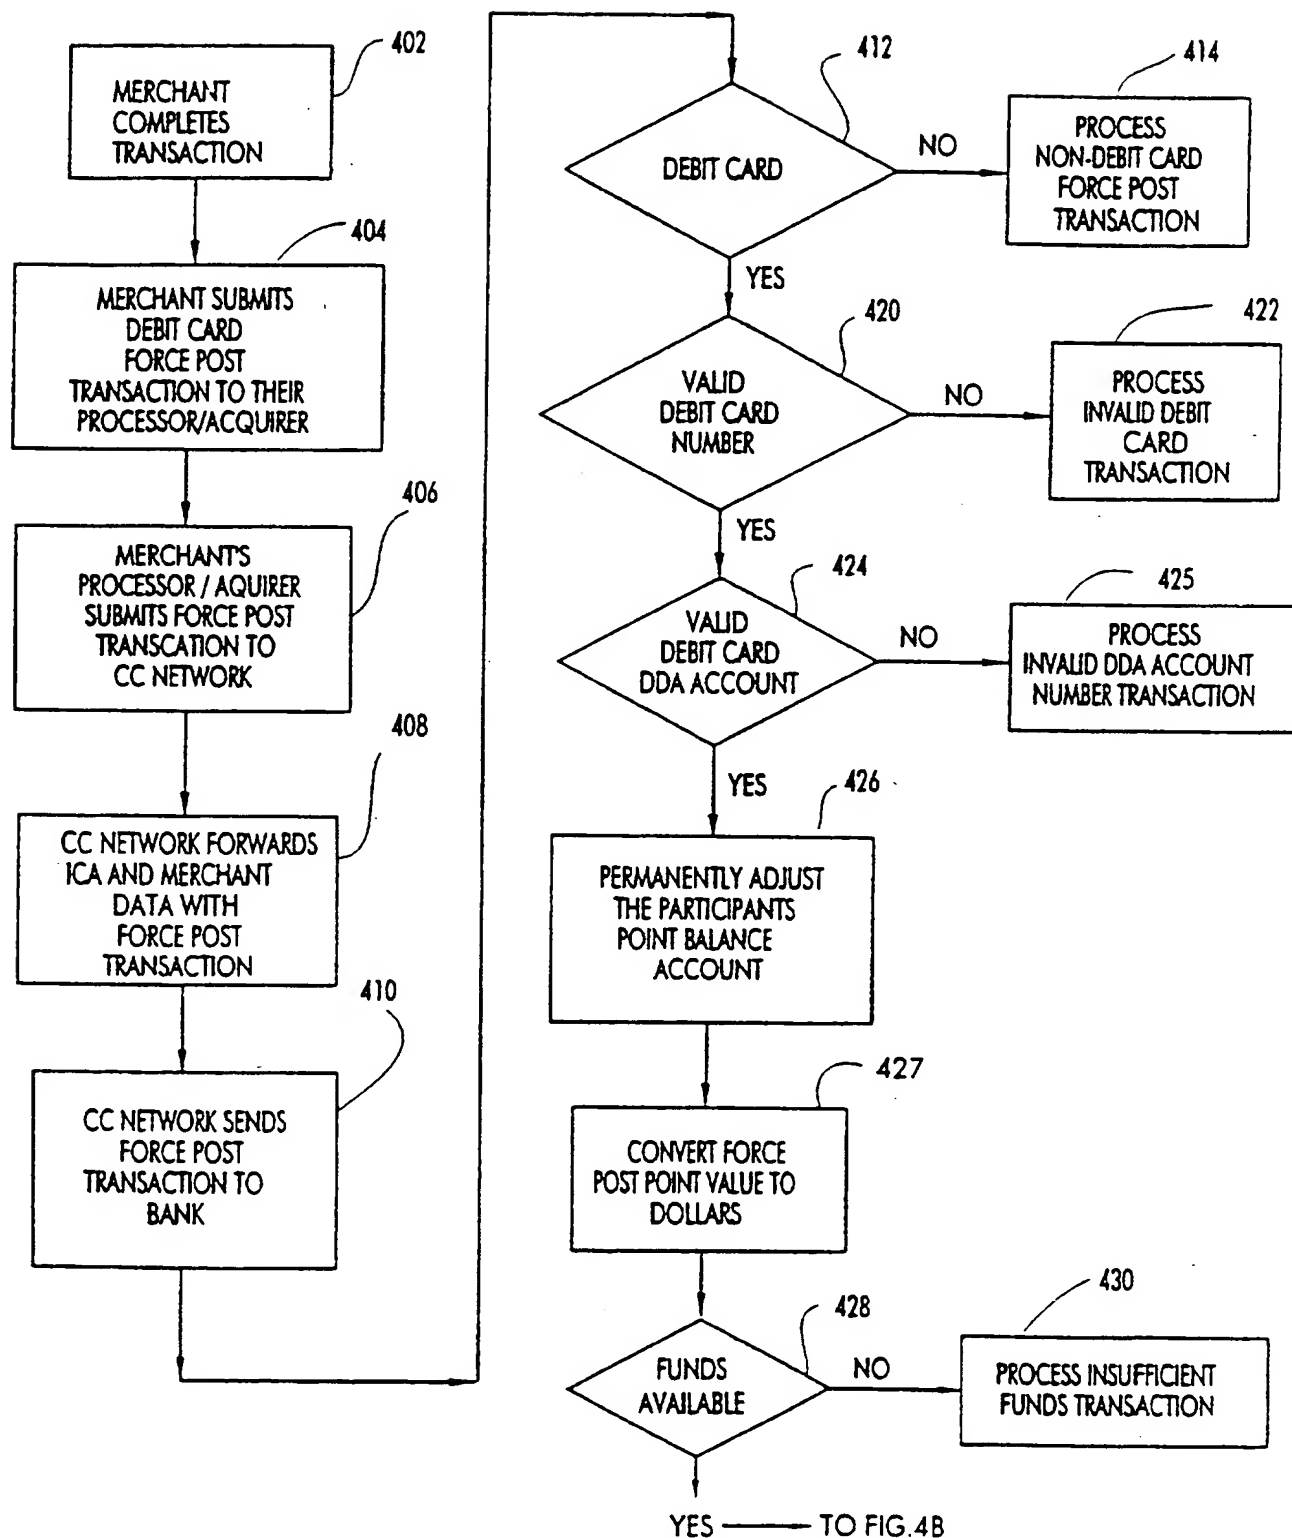 402
MERCHANT
COMPLETES
TRANSACTION
404
MERCHANT SUBMITS
DEBIT CARD
FORCE POST
TRANSACTION TO THEIR
PROCESSOR/ACQUIRER
406
MERCHANT'S
PROCESSOR / AQUIRER
SUBMITS FORCE POST
TRANSCATION TO
CC NETWORK
408
CC NETWORK FORWARDS
ICA AND MERCHANT
DATA WITH
FORCE POST
TRANSACTION
410
CC NETWORK SENDS
FORCE POST
TRANSACTION TO
BANK
412
DEBIT CARD
NO
414
PROCESS
NON-DEBIT CARD
FORCE POST
TRANSACTION
YES
420
VALID
DEBIT CARD
NUMBER
NO
422
PROCESS
INVALID DEBIT
CARD
TRANSACTION
YES
424
VALID
DEBIT CARD
DDA ACCOUNT
NO
425
PROCESS
INVALID DDA ACCOUNT
NUMBER TRANSACTION
YES
426
PERMANENTLY ADJUST
THE PARTICIPANTS
POINT BALANCE
ACCOUNT
427
CONVERT FORCE
POST POINT VALUE TO
DOLLARS
428
FUNDS
AVAILABLE
NO
430
PROCESS INSUFFICIENT
FUNDS TRANSACTION
YES TO FIG.4B